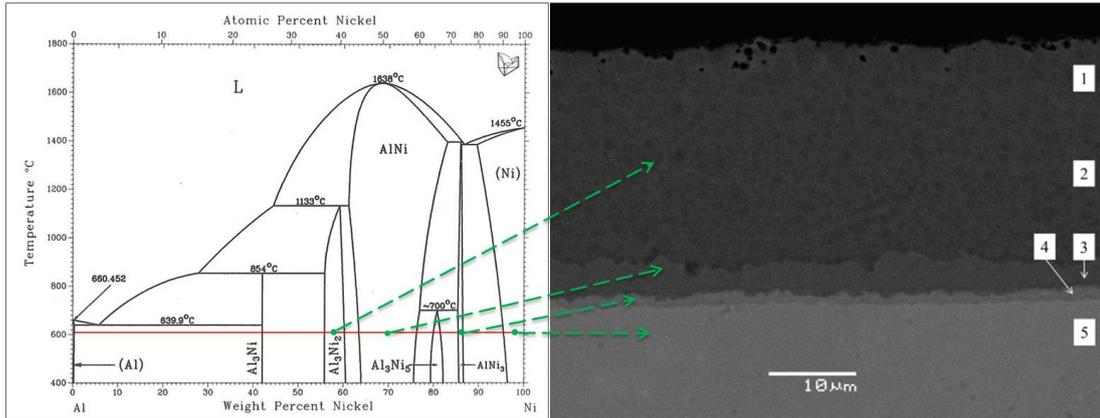 Atomic Percent Nickel
0 10 20 30 40 50 60 70 80 90 100
1800
1600
1400
1200
1000
800
600
400
Temperature °C
L
1638°C
1455°C
AlNi
(Ni)
1133°C
854°C
660.452
~700°C
639.9°C
(Al)
Al₃Ni
Al₃Ni₂
Al₃Ni₅
AlNi₃
0 10 20 30 40 50 60 70 80 90 100
Al Weight Percent Nickel Ni
1
2
4 3
5
10μm